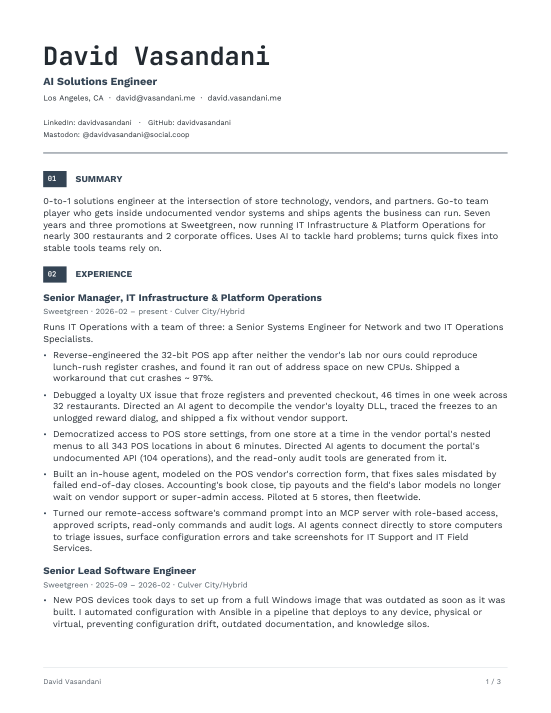 David Vasandani
AI Solutions Engineer
Los Angeles, CA · david@vasandani.me · david.vasandani.me
LinkedIn: davidvasandani · GitHub: davidvasandani
Mastodon: @davidvasandani@social.coop
01 SUMMARY
0-to-1 solutions engineer at the intersection of store technology, vendors, and partners. Go-to team
player who gets inside undocumented vendor systems and ships agents the business can run. Seven
years and three promotions at Sweetgreen, now running IT Infrastructure & Platform Operations for
nearly 300 restaurants and 2 corporate offices. Uses AI to tackle hard problems; turns quick fixes into
stable tools teams rely on.
02 EXPERIENCE
Senior Manager, IT Infrastructure & Platform Operations
Sweetgreen · 2026-02 – present · Culver City/Hybrid
Runs IT Operations with a team of three: a Senior Systems Engineer for Network and two IT Operations
Specialists.
• Reverse-engineered the 32-bit POS app after neither the vendor's lab nor ours could reproduce
lunch-rush register crashes, and found it ran out of address space on new CPUs. Shipped a
workaround that cut crashes ~ 97%.
• Debugged a loyalty UX issue that froze registers and prevented checkout, 46 times in one week across
32 restaurants. Directed an AI agent to decompile the vendor's loyalty DLL, traced the freezes to an
unlogged reward dialog, and shipped a fix without vendor support.
• Democratized access to POS store settings, from one store at a time in the vendor portal's nested
menus to all 343 POS locations in about 6 minutes. Directed AI agents to document the portal's
undocumented API (104 operations), and the read-only audit tools are generated from it.
• Built an in-house agent, modeled on the POS vendor's correction form, that fixes sales misdated by
failed end-of-day closes. Accounting's book close, tip payouts and the field's labor models no longer
wait on vendor support or super-admin access. Piloted at 5 stores, then fleetwide.
• Turned our remote-access software's command prompt into an MCP server with role-based access,
approved scripts, read-only commands and audit logs. AI agents connect directly to store computers
to triage issues, surface configuration errors and take screenshots for IT Support and IT Field
Services.
Senior Lead Software Engineer
Sweetgreen · 2025-09 – 2026-02 · Culver City/Hybrid
• New POS devices took days to set up from a full Windows image that was outdated as soon as it was
built. I automated configuration with Ansible in a pipeline that deploys to any device, physical or
virtual, preventing configuration drift, outdated documentation, and knowledge silos.
David Vasandani
1 / 3